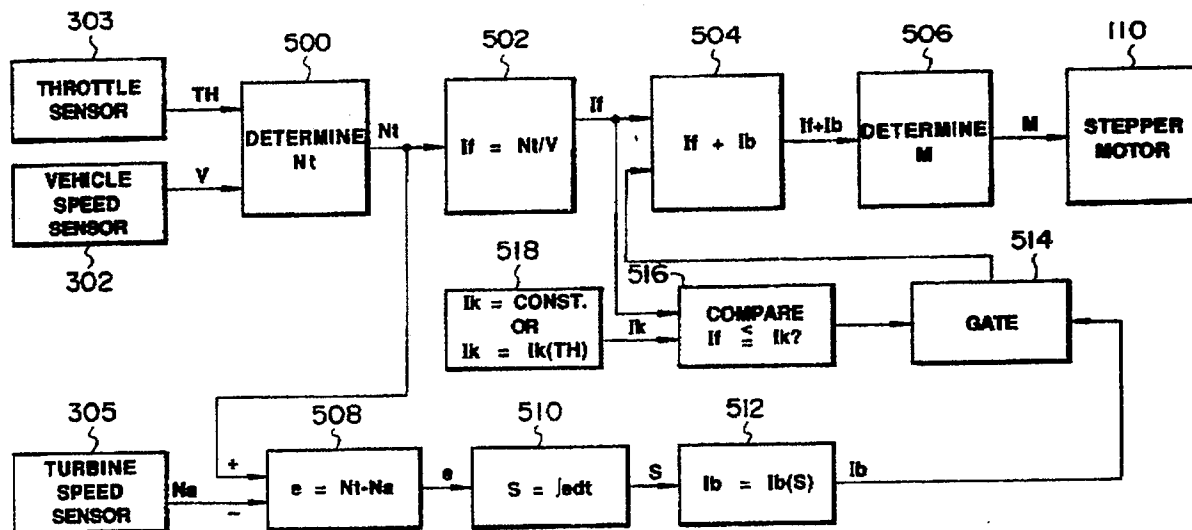 303
500
502
504
506
110
THROTTLE
SENSOR
TH
DETERMINE
Nt
Nt
If = Nt/V
If
If + Ib
If+Ib
DETERMINE
M
M
STEPPER
MOTOR
VEHICLE
SPEED
SENSOR
V
302
518
516
514
Ik = CONST.
OR
Ik = Ik(TH)
Ik
COMPARE
If ≦ Ik?
GATE
305
508
510
512
TURBINE
SPEED
SENSOR
Na
+
−
e = Nt-Na
e
S = ∫edt
S
Ib = Ib(S)
Ib